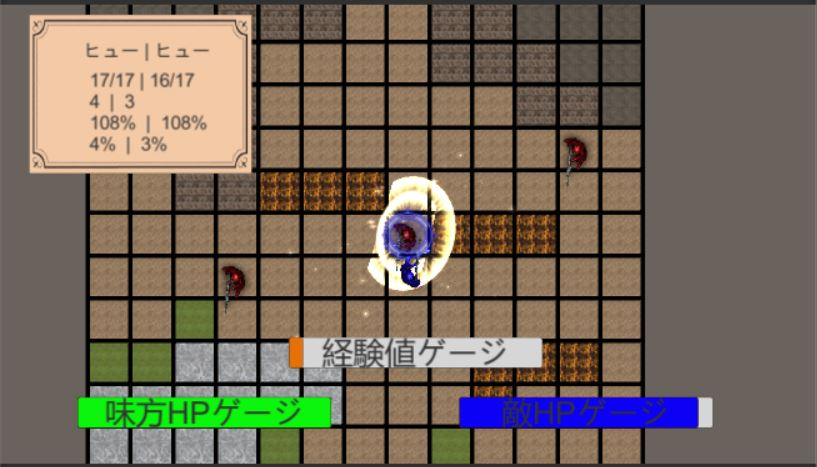 ヒュー | ヒュー
17/17 | 16/17
4 | 3
108% | 108%
4% | 3%
経験値ゲージ
味方HPゲージ
敵HPゲージ